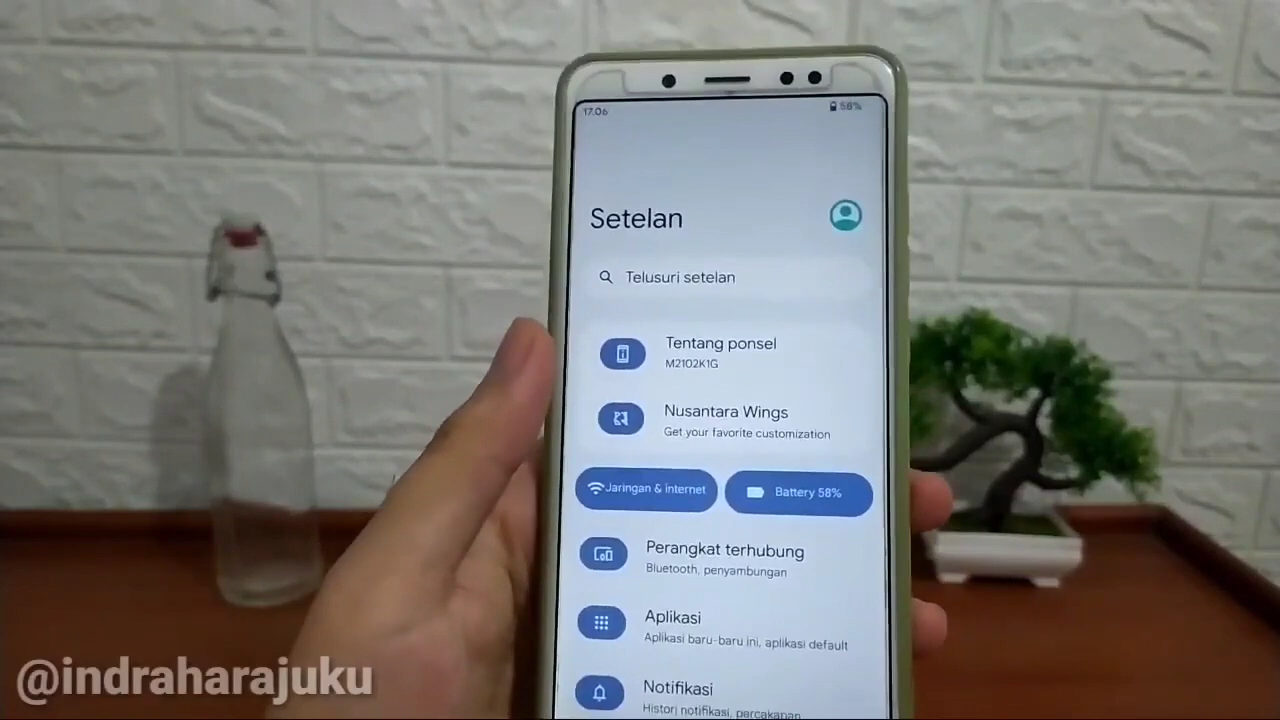 17.06
58%
Setelan
Telusuri setelan
Tentang ponsel
M2102K1G
Nusantara Wings
Get your favorite customization
Jaringan & internet
Battery 58%
Perangkat terhubung
Bluetooth, penyambungan
Aplikasi
Aplikasi baru-baru ini, aplikasi default
Notifikasi
Histori notifikasi, percakapan
@indraharajuku